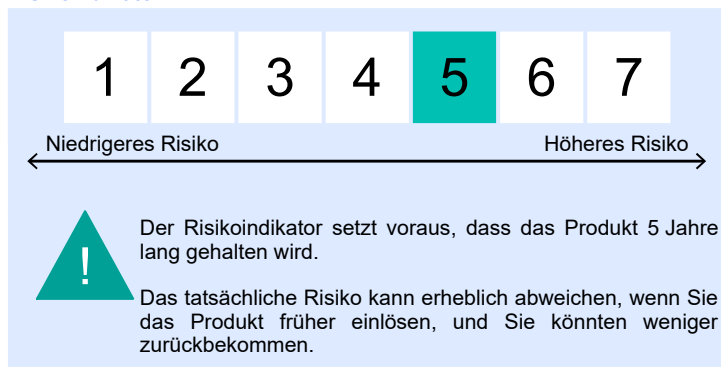 1 2 3 4 5 6 7
Niedrigeres Risiko Höheres Risiko
Der Risikoindikator setzt voraus, dass das Produkt 5 Jahre
lang gehalten wird.
!
Das tatsächliche Risiko kann erheblich abweichen, wenn Sie
das Produkt früher einlösen, und Sie könnten weniger
zurückbekommen.